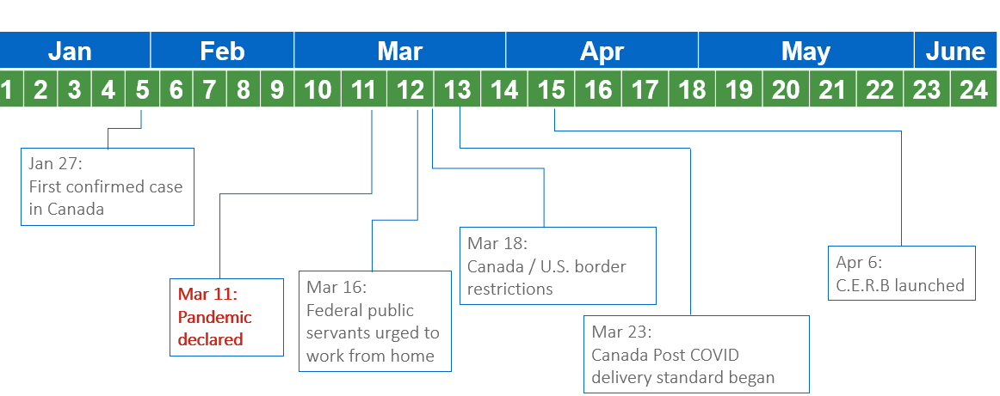 Jan Feb Mar Apr May June
1 2 3 4 5 6 7 8 9 10 11 12 13 14 15 16 17 18 19 20 21 22 23 24
Jan 27:
First confirmed case
in Canada
Mar 11:
Pandemic
declared
Mar 16:
Federal public
servants urged to
work from home
Mar 18:
Canada / U.S. border
restrictions
Mar 23:
Canada Post COVID
delivery standard began
Apr 6:
C.E.R.B launched